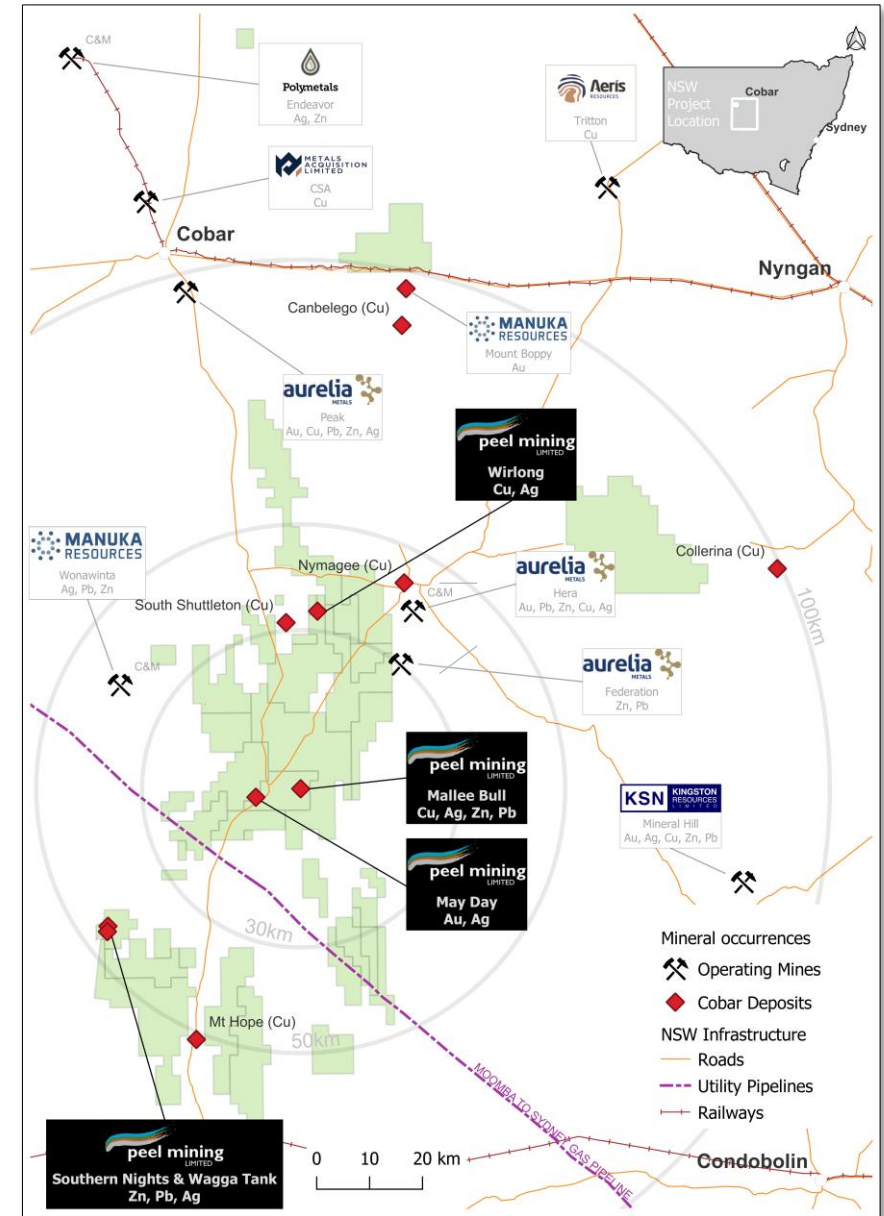 C&M
Polymetals
Endeavor
Ag, Zn
Aeris
RESOURCES
Tritton
Cu
NSW
Project
Location
Cobar
Sydney
METALS
ACQUISITION
LIMITED
CSA
Cu
Cobar
Nyngan
Canbelego (Cu)
MANUKA
RESOURCES
Mount Boppy
Au
aurelia
METALS
Peak
Au, Cu, Pb, Zn, Ag
peel mining
LIMITED
Wirlong
Cu, Ag
MANUKA
RESOURCES
Wonawinta
Ag, Pb, Zn
C&M
Nymagee (Cu)
C&M
South Shuttleton (Cu)
aurelia
METALS
Hera
Au, Pb, Zn, Cu, Ag
Collerina (Cu)
100km
aurelia
METALS
Federation
Zn, Pb
peel mining
LIMITED
Mallee Bull
Cu, Ag, Zn, Pb
KSN KINGSTON
RESOURCES
LIMITED
Mineral Hill
Au, Ag, Cu, Zn, Pb
peel mining
LIMITED
May Day
Au, Ag
30km
Mt Hope (Cu)
50km
MOOMBA TO SYDNEY GAS PIPELINE
Mineral occurrences
Operating Mines
Cobar Deposits
NSW Infrastructure
Roads
Utility Pipelines
Railways
peel mining
LIMITED
Southern Nights & Wagga Tank
Zn, Pb, Ag
0 10 20 km
Condobolin